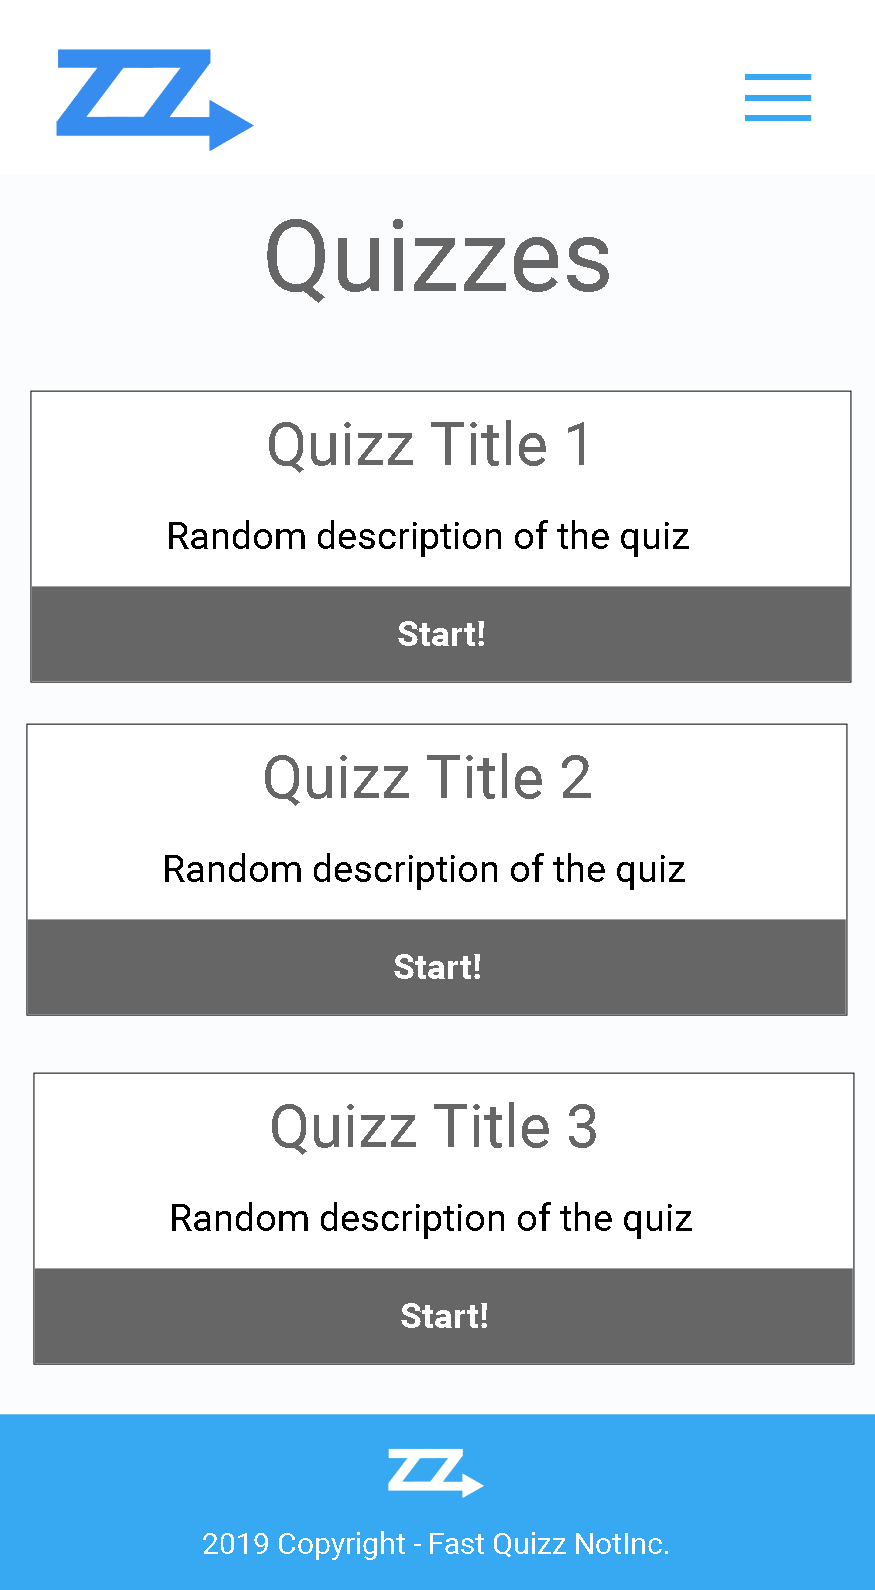 ZZ
Quizzes
Quizz Title 1
Random description of the quiz
Start!
Quizz Title 2
Random description of the quiz
Start!
Quizz Title 3
Random description of the quiz
Start!
ZZ
2019 Copyright - Fast Quizz NotInc.